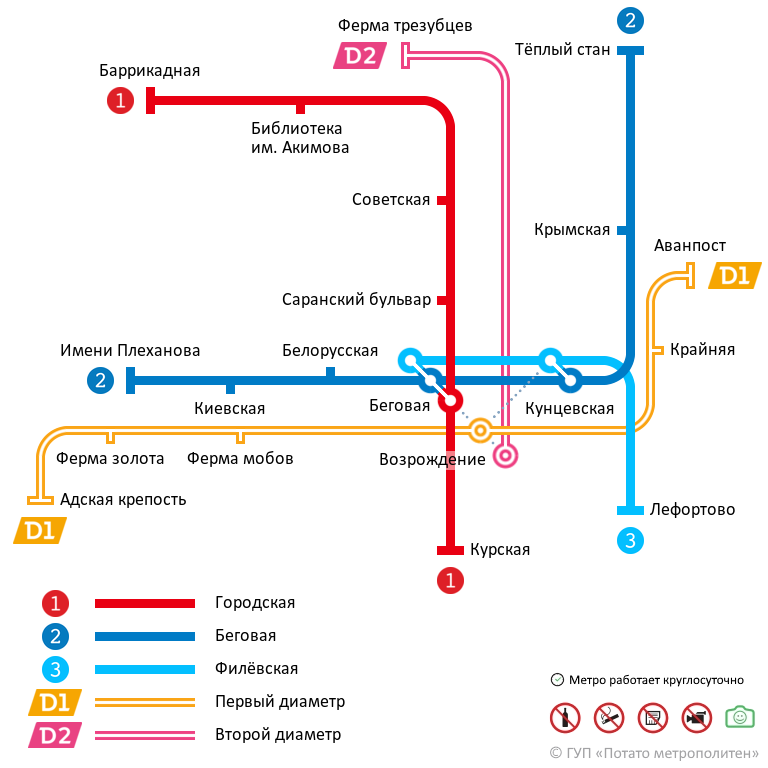 2
Ферма трезубцев
D2
Тёплый стан
Баррикадная
1
Библиотека
им. Акимова
Советская
Крымская
Аванпост
D1
Саранский бульвар
Имени Плеханова
Белорусская
Крайняя
2
Киевская
Беговая
Кунцевская
Ферма золота
Ферма мобов
Возрождение
Адская крепость
Лефортово
D1
3
Курская
1
1 Городская
2 Беговая
3 Филёвская
D1 Первый диаметр
D2 Второй диаметр
Метро работает круглосуточно
© ГУП «Потато метрополитен»